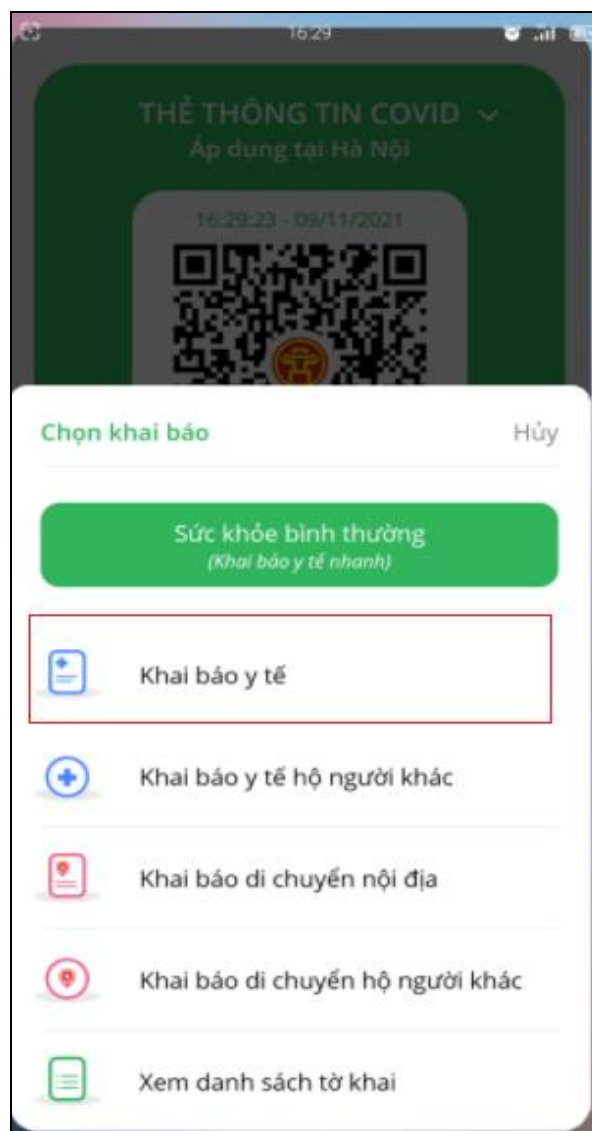 16:29
THẺ THÔNG TIN COVID
Áp dụng tại Hà Nội
16:29:23 - 09/11/2021
Chọn khai báo
Hủy
Sức khỏe bình thường
(Khai báo y tế nhanh)
Khai báo y tế
Khai báo y tế hộ người khác
Khai báo di chuyển nội địa
Khai báo di chuyển hộ người khác
Xem danh sách tờ khai